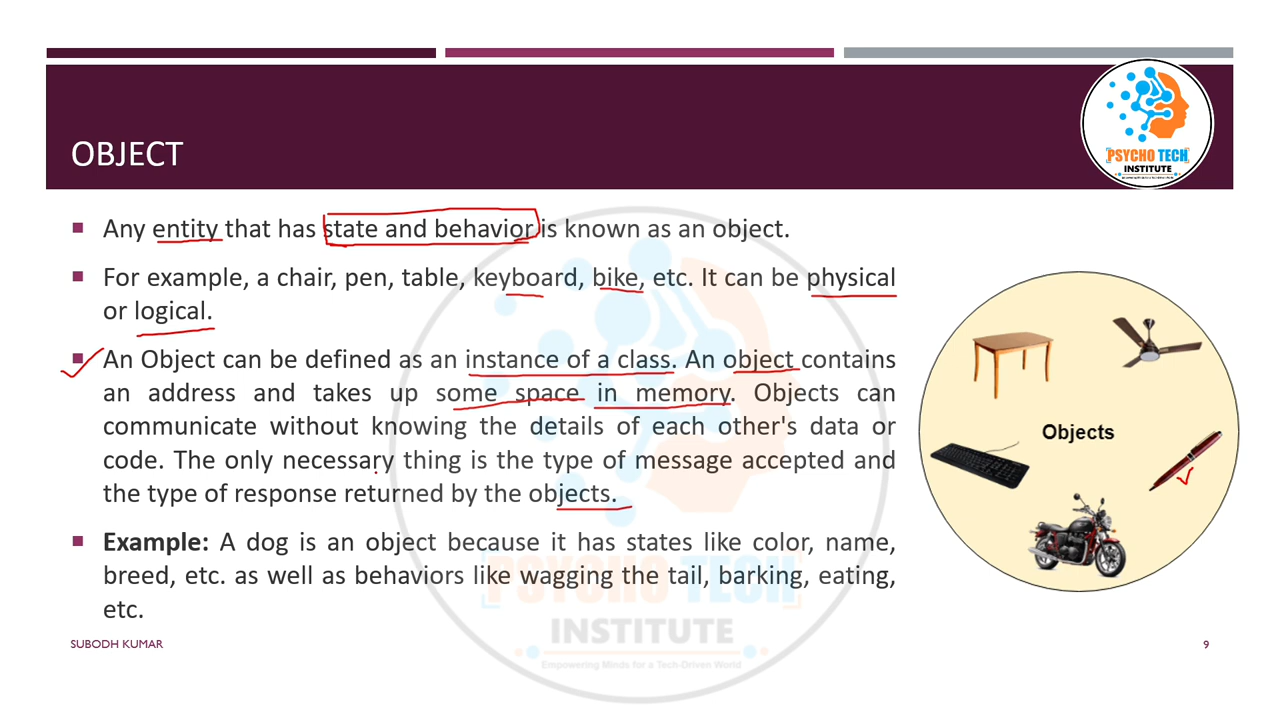 PSYCHO TECH
INSTITUTE
OBJECT
Any entity that has state and behavior is known as an object.
For example, a chair, pen, table, keyboard, bike, etc. It can be physical
or logical.
An Object can be defined as an instance of a class. An object contains
an address and takes up some space in memory. Objects can
communicate without knowing the details of each other's data or
code. The only necessary thing is the type of message accepted and
the type of response returned by the objects.
Example: A dog is an object because it has states like color, name,
breed, etc. as well as behaviors like wagging the tail, barking, eating,
etc.
Objects
PSYCHO TECH
INSTITUTE
Empowering Minds for a Tech-Driven World
SUBODH KUMAR
9